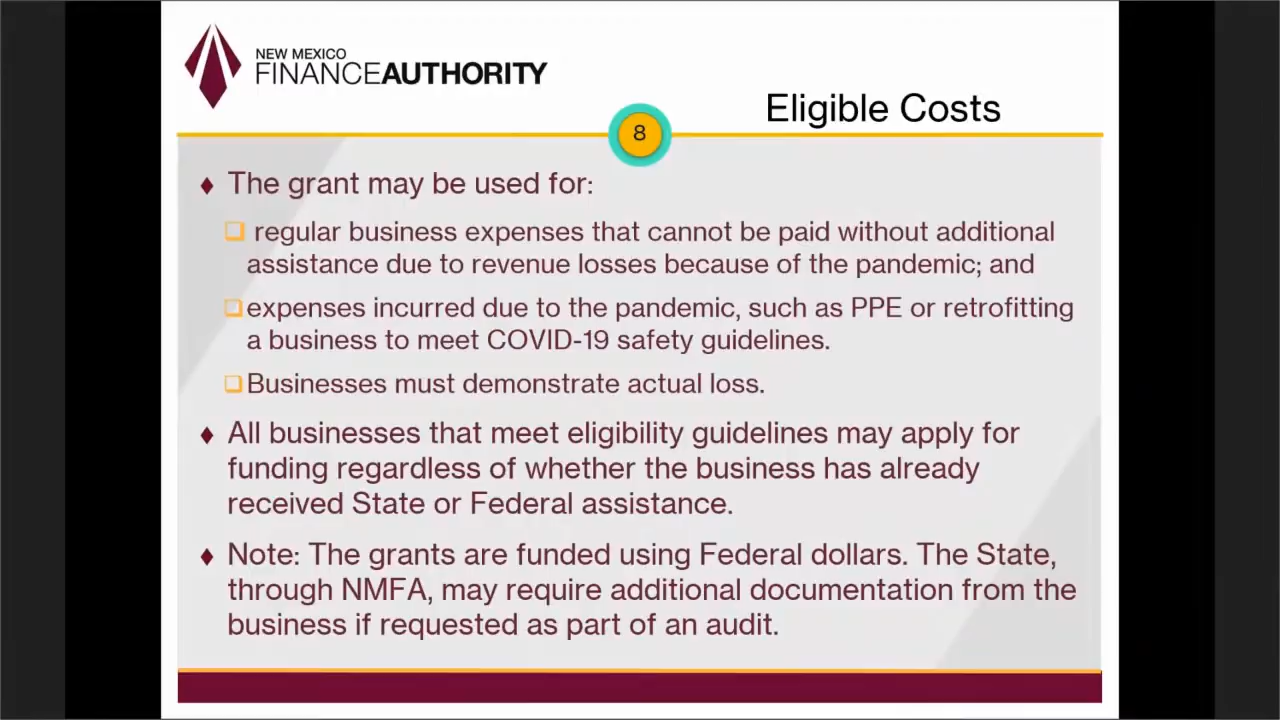 NEW MEXICO
FINANCEAUTHORITY
Eligible Costs
8
The grant may be used for:
regular business expenses that cannot be paid without additional
assistance due to revenue losses because of the pandemic; and
expenses incurred due to the pandemic, such as PPE or retrofitting
a business to meet COVID-19 safety guidelines.
Businesses must demonstrate actual loss.
All businesses that meet eligibility guidelines may apply for
funding regardless of whether the business has already
received State or Federal assistance.
Note: The grants are funded using Federal dollars. The State,
through NMFA, may require additional documentation from the
business if requested as part of an audit.